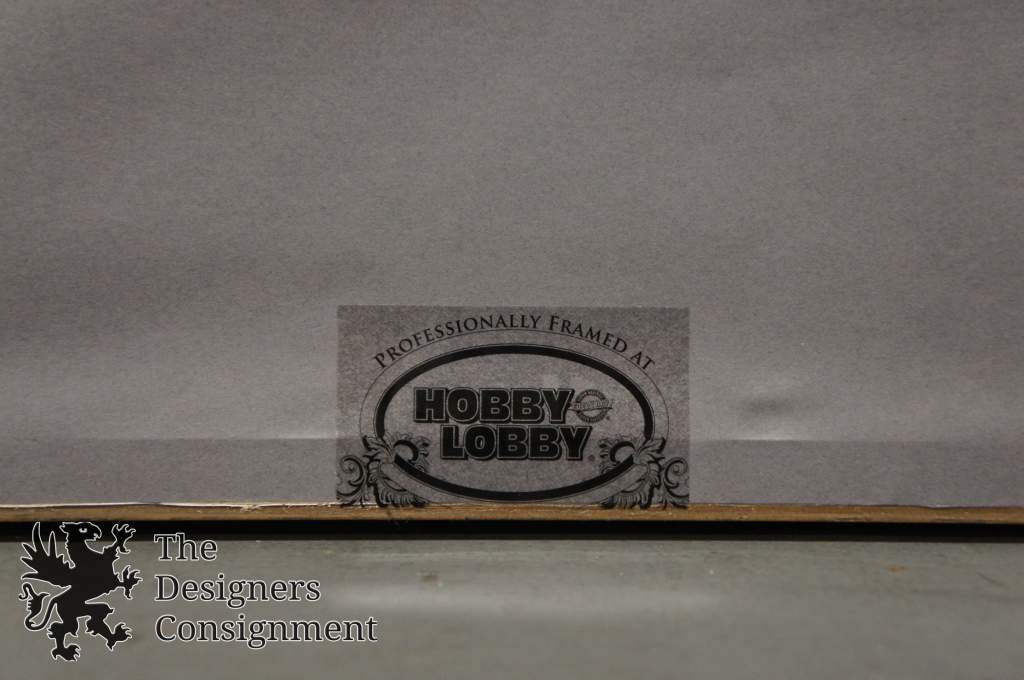 PROFESSIONALLY FRAMED AT
HOBBY
LOBBY®
The
Designers
Consignment